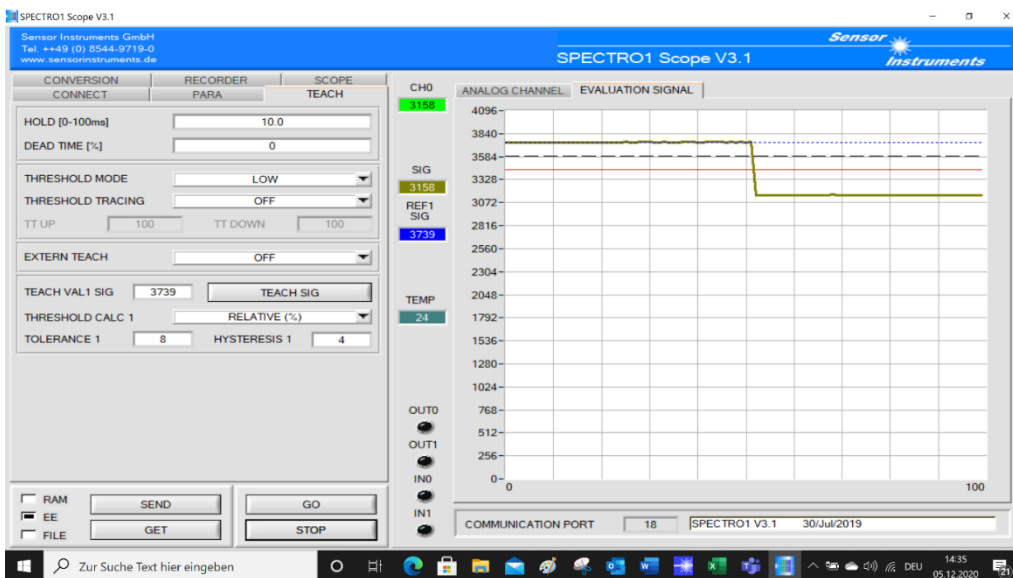 SPECTRO1 Scope V3.1
Sensor Instruments GmbH
Tel. ++49 (0) 8544-9719-0
www.sensorinstruments.de
SPECTRO1 Scope V3.1
Sensor
Instruments
CONVERSION RECORDER SCOPE
CONNECT PARA TEACH
HOLD [0-100ms] 10.0
DEAD TIME [%] 0
THRESHOLD MODE LOW
THRESHOLD TRACING OFF
TT UP 100 TT DOWN 100
EXTERN TEACH OFF
TEACH VAL1 SIG 3739 TEACH SIG
THRESHOLD CALC 1 RELATIVE (%)
TOLERANCE 1 8 HYSTERESIS 1 4
RAM
EE
FILE
SEND GO
GET STOP
CH0
3158
SIG
3158
REF1
SIG
3739
TEMP
24
OUT0
OUT1
IN0
IN1
ANALOG CHANNEL EVALUATION SIGNAL
4096
3840
3584
3328
3072
2816
2560
2304
2048
1792
1536
1280
1024
768
512
256
0
0 100
COMMUNICATION PORT 18 SPECTRO1 V3.1 30/Jul/2019
Zur Suche Text hier eingeben
DEU
14:35
05.12.2020
21